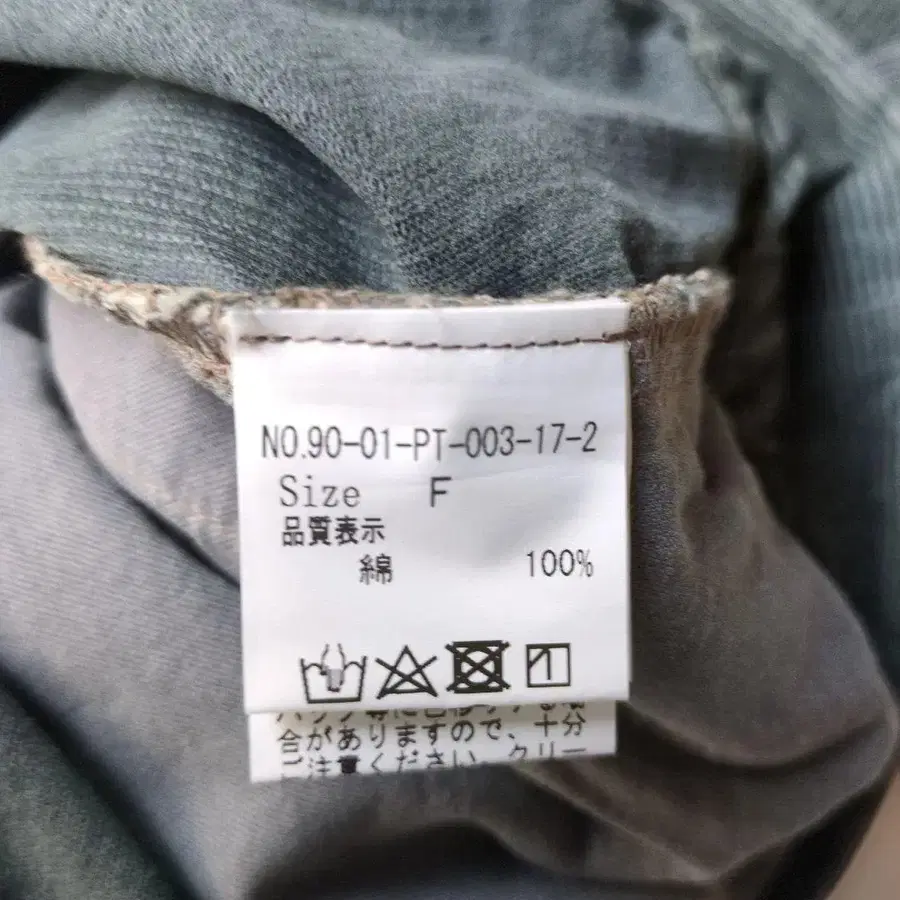 NO.90-01-PT-003-17-2
Size F
品質表示
綿 100%
合がありますので、十分
ご注意ください。クリー